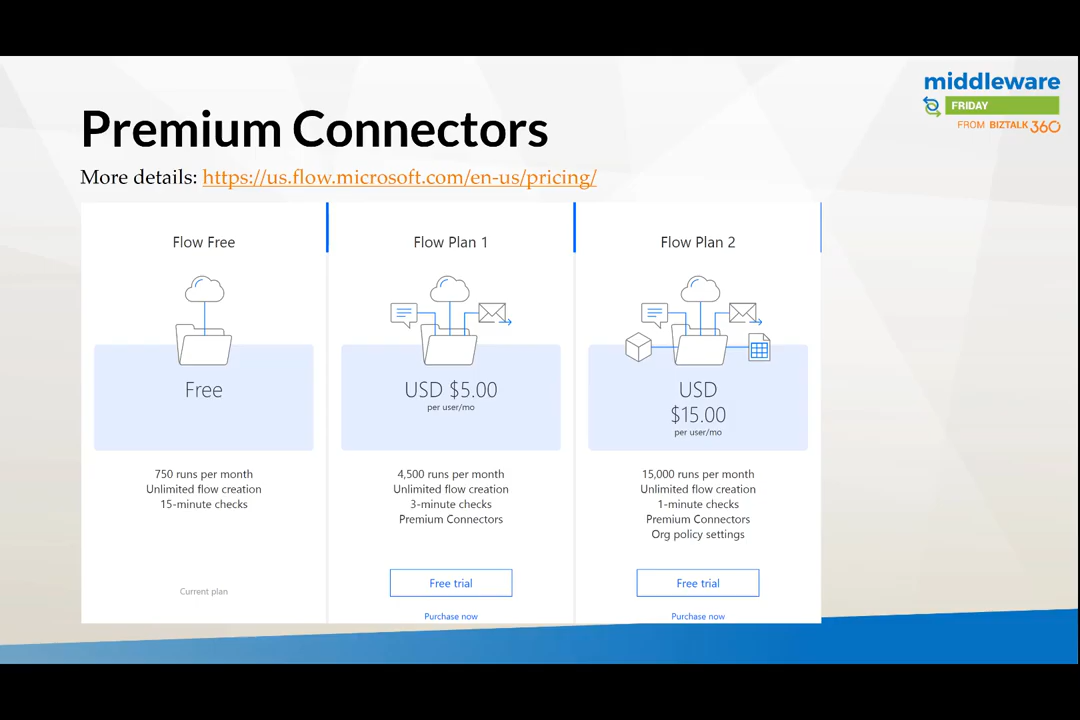 middleware
FRIDAY
FROM BIZTALK360
Premium Connectors
More details: https://us.flow.microsoft.com/en-us/pricing/
Flow Free
Free
750 runs per month
Unlimited flow creation
15-minute checks
Current plan
Flow Plan 1
USD $5.00
per user/mo
4,500 runs per month
Unlimited flow creation
3-minute checks
Premium Connectors
Free trial
Purchase now
Flow Plan 2
USD
$15.00
per user/mo
15,000 runs per month
Unlimited flow creation
1-minute checks
Premium Connectors
Org policy settings
Free trial
Purchase now